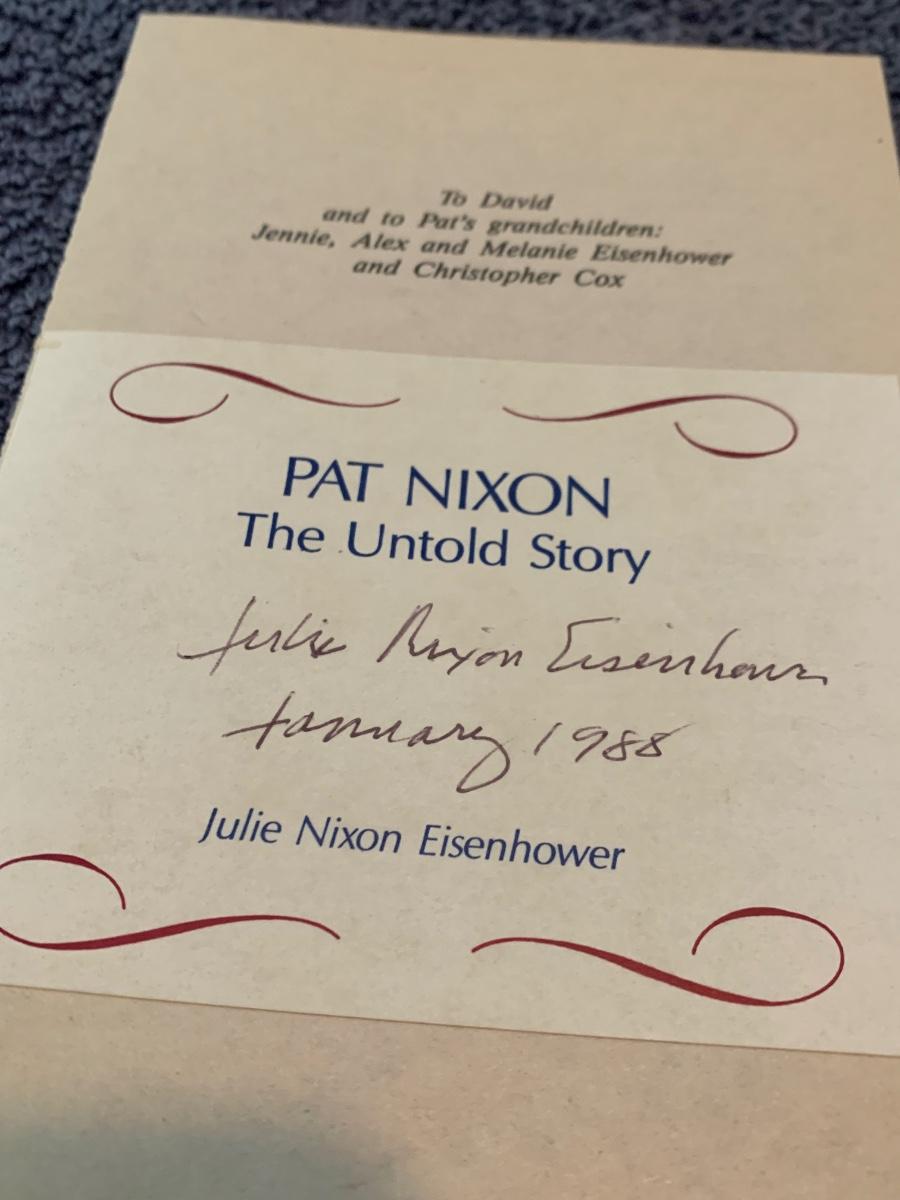 To David
and to Pat's grandchildren:
Jennie, Alex and Melanie Eisenhower
and Christopher Cox
PAT NIXON
The Untold Story
Julie Nixon Eisenhower
January 1988
Julie Nixon Eisenhower